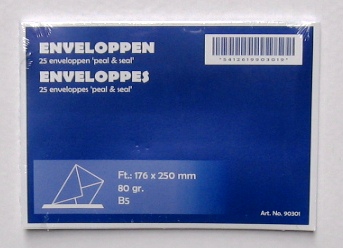 ENVELOPPEN
25 enveloppen 'peal & seal'
ENVELOPPES
25 enveloppes 'peal & seal'
Ft.: 176 x 250 mm
80 gr.
B5
Art. No. 90301